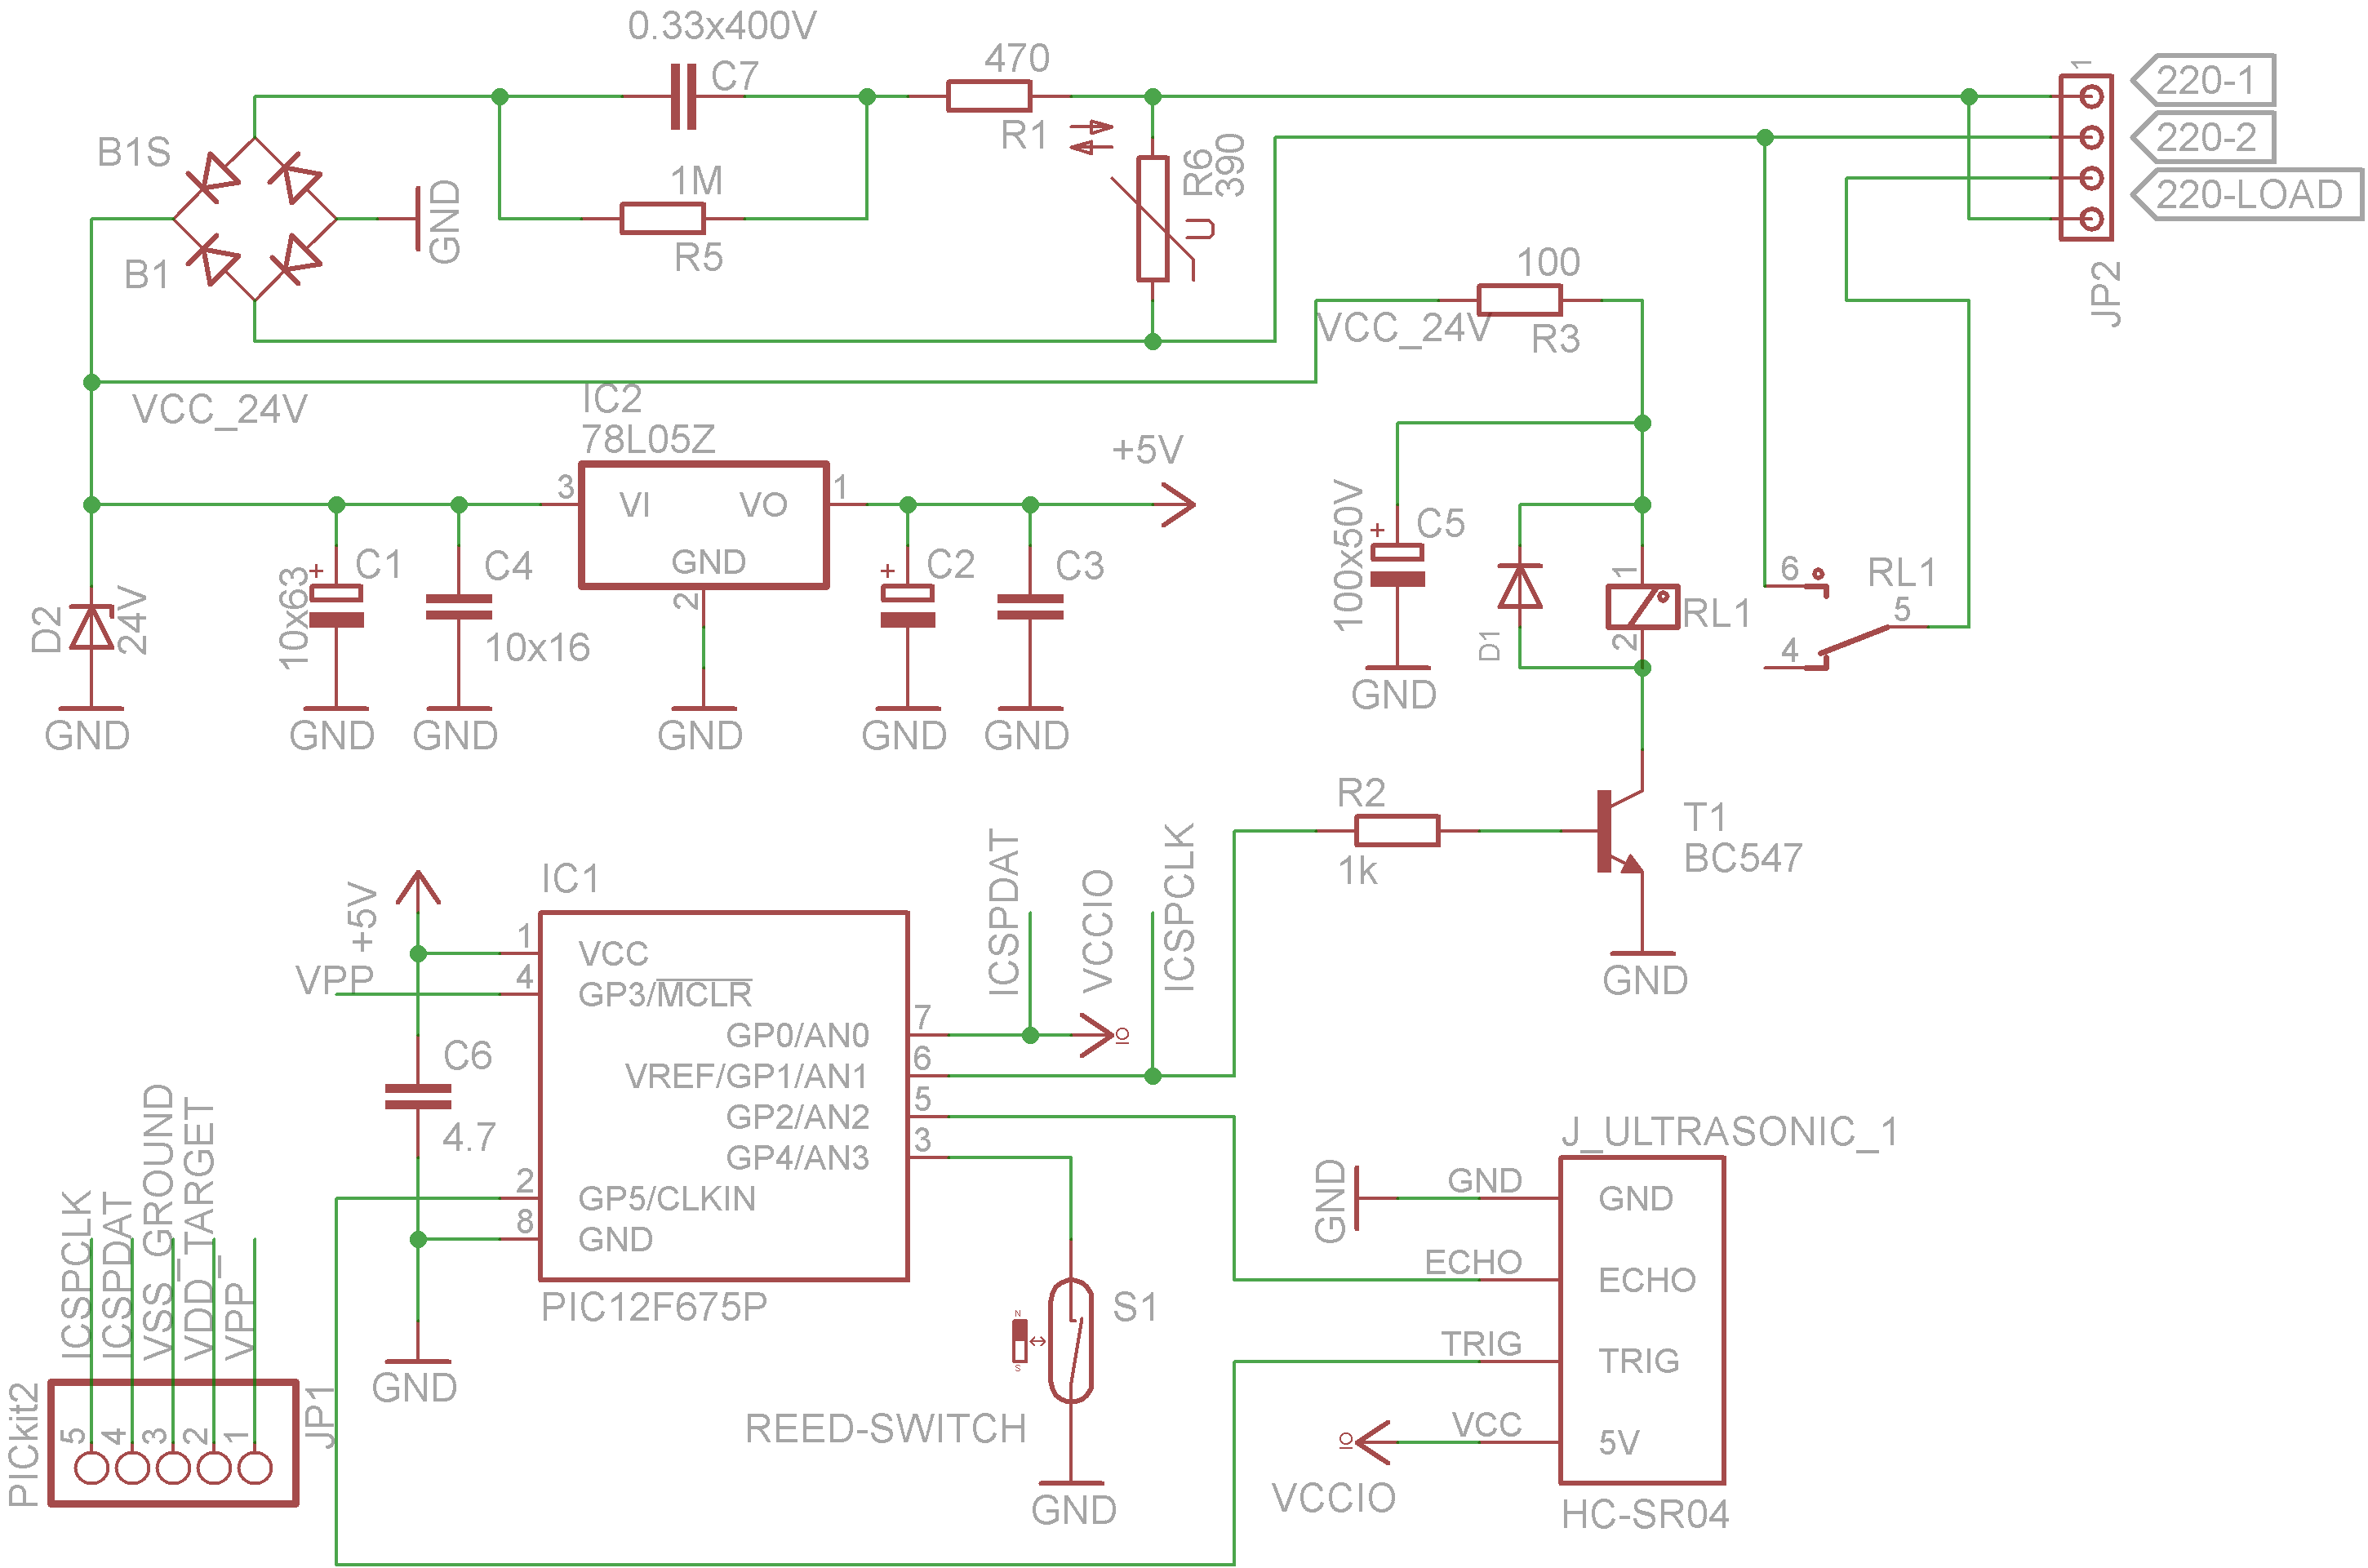 0.33x400V
C7
470
R1
1
220-1
220-2
220-LOAD
JP2
B1S
B1
GND
1M
R5
R6
390
U
100
VCC_24V
R3
VCC_24V
IC2
78L05Z
3
VI
VO
1
GND
2
+5V
D2
24V
GND
+
C1
10x63
GND
C4
10x16
GND
GND
+
C2
GND
C3
GND
100x50V
+
C5
GND
D1
1
2
RL1
6
4
5
RL1
R2
1k
T1
BC547
GND
IC1
+5V
VPP
1
VCC
4
GP3/MCLR
GP0/AN0
7
VREF/GP1/AN1
6
GP2/AN2
5
GP4/AN3
3
2
GP5/CLKIN
8
GND
PIC12F675P
ICSPDAT
VCCIO
ICSPCLK
C6
4.7
GND
ICSPCLK
ICSPDAT
VSS_GROUND
VDD_TARGET
VPP
5
4
3
2
1
PICkit2
JP1
N
S
S1
REED-SWITCH
GND
J_ULTRASONIC_1
GND
GND
GND
ECHO
ECHO
TRIG
TRIG
VCC
5V
VCCIO
HC-SR04